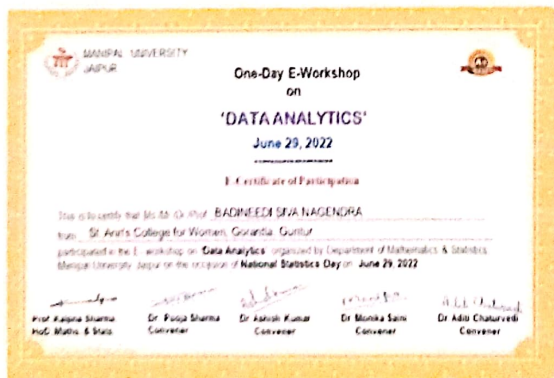 MANIPAL UNIVERSITY
JAIPUR
One-Day E-Workshop
on
'DATA ANALYTICS'
June 29, 2022
E-Certificate of Participation
This is to certify that Ms./Mr./Dr./Prof. BADINEEDI SIVA NAGENDRA
from St. Ann's College for Women, Gorantla, Guntur
participated in the E-workshop on 'Data Analytics' organized by Department of Mathematics & Statistics
Manipal University Jaipur on the occasion of National Statistics Day on June 29, 2022
Prof. Kalpna Sharma
HoD, Maths. & Stats.
Dr. Pooja Sharma
Convener
Dr Ashish Kumar
Convener
Dr Monika Saini
Convener
Dr Aditi Chaturvedi
Convener